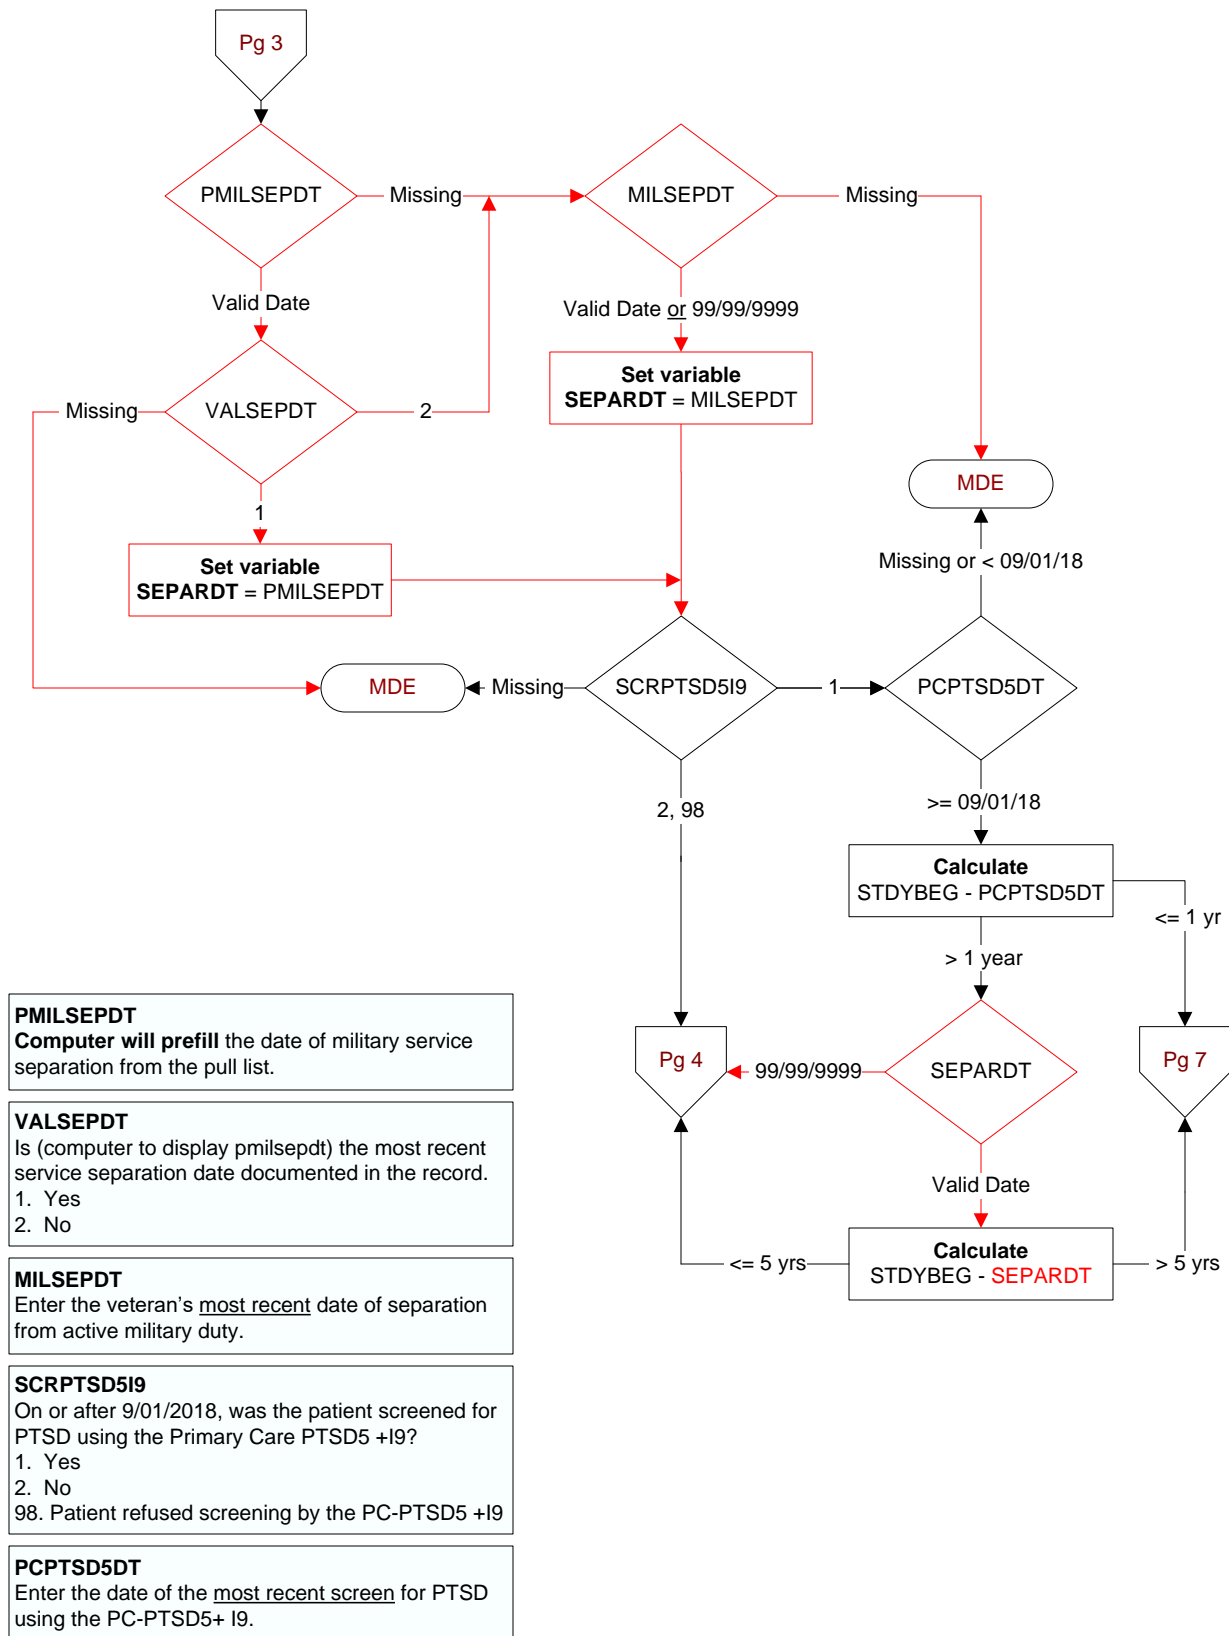 Pg 3
PMILSEPDT
Missing
MILSEPDT
Missing
Valid Date
Valid Date or 99/99/9999
Set variable
SEPARDT = MILSEPDT
Missing
VALSEPDT
2
MDE
1
Missing or < 09/01/18
Set variable
SEPARDT = PMILSEPDT
MDE
Missing
SCRPTSD5I9
1
PCPTSD5DT
2, 98
>= 09/01/18
Calculate
STDYBEG - PCPTSD5DT
<= 1 yr
> 1 year
Pg 4
99/99/9999
SEPARDT
Pg 7
Valid Date
<= 5 yrs
Calculate
STDYBEG - SEPARDT
> 5 yrs
PMILSEPDT
Computer will prefill the date of military service
separation from the pull list.
VALSEPDT
Is (computer to display pmilsepdt) the most recent
service separation date documented in the record.
1. Yes
2. No
MILSEPDT
Enter the veteran's most recent date of separation
from active military duty.
SCRPTSD5I9
On or after 9/01/2018, was the patient screened for
PTSD using the Primary Care PTSD5 +I9?
1. Yes
2. No
98. Patient refused screening by the PC-PTSD5 +I9
PCPTSD5DT
Enter the date of the most recent screen for PTSD
using the PC-PTSD5+ I9.